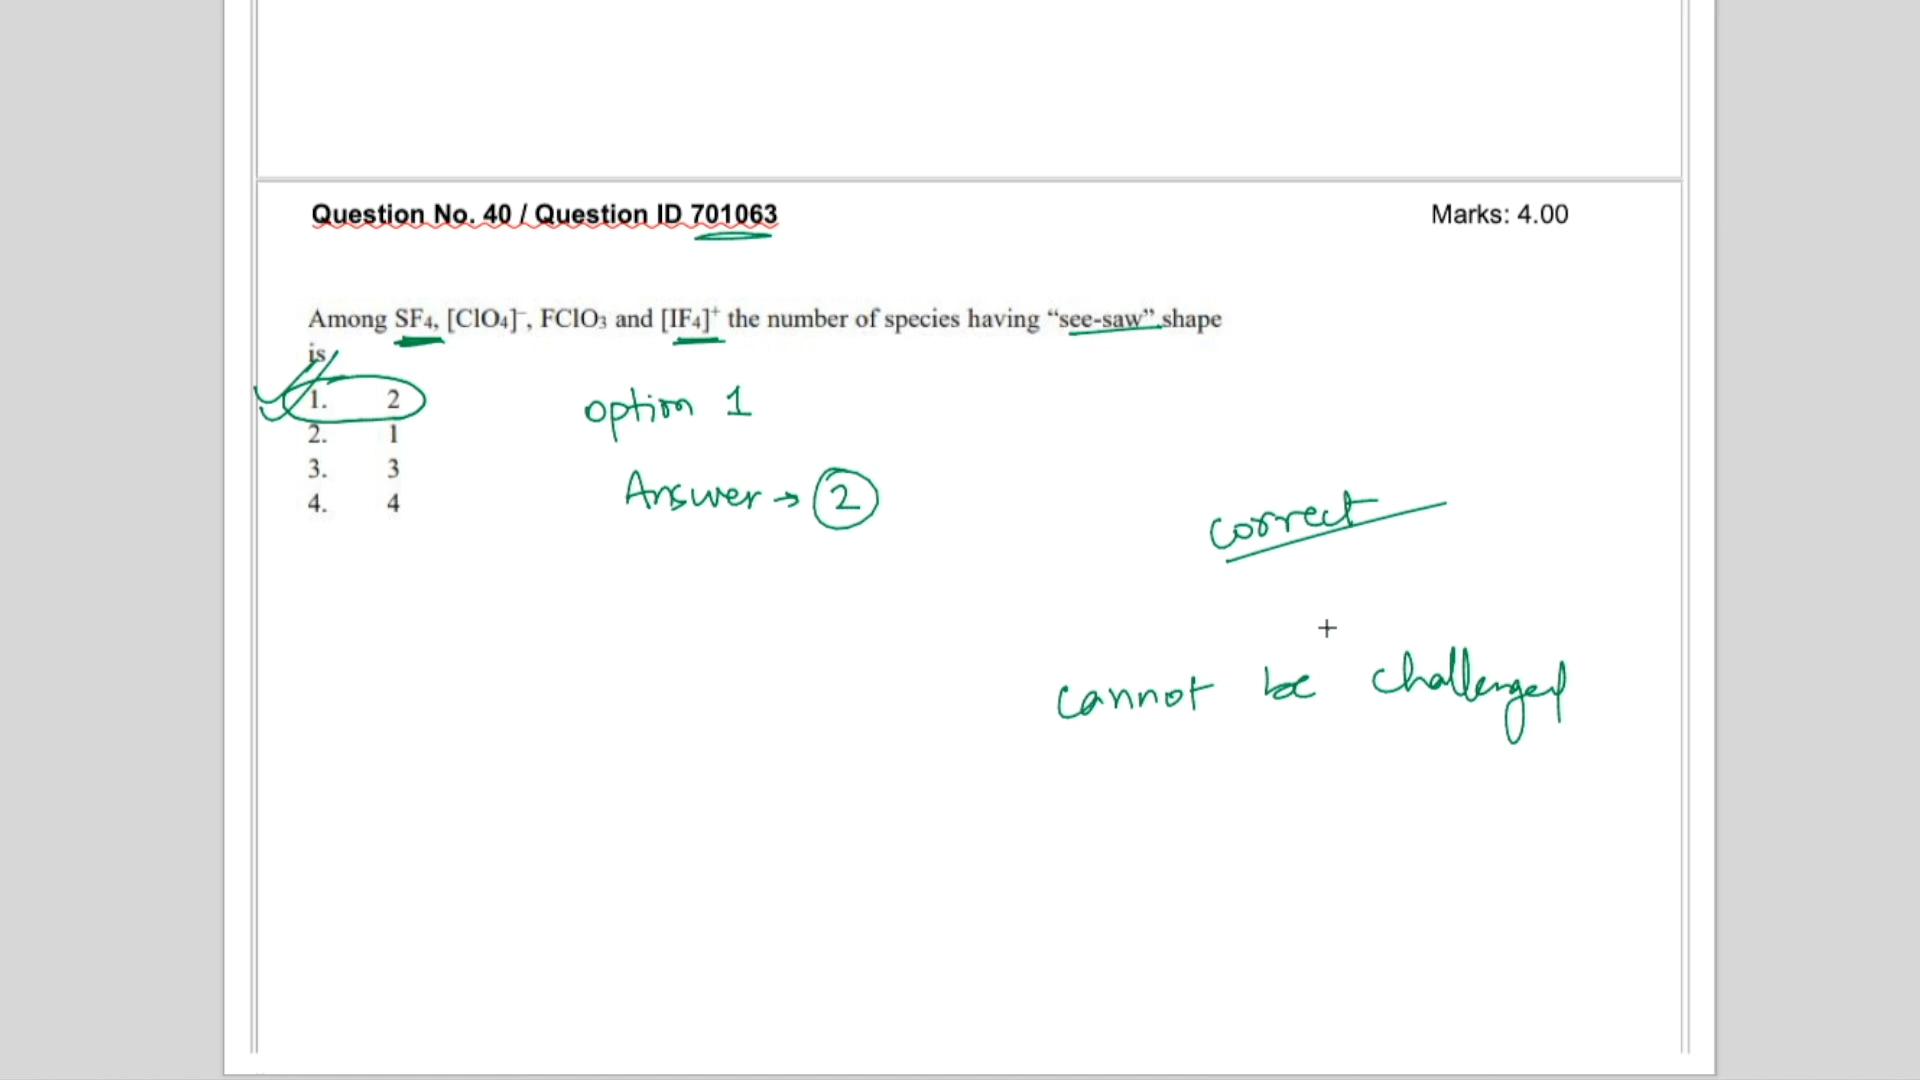 Question No. 40 / Question ID 701063 Marks: 4.00
Among SF₄, [ClO₄]⁻, FClO₃ and [IF₄]⁺ the number of species having “see-saw” shape
is
1. 2
2. 1
3. 3
4. 4
option 1
Answer → 2
correct
cannot be challenged